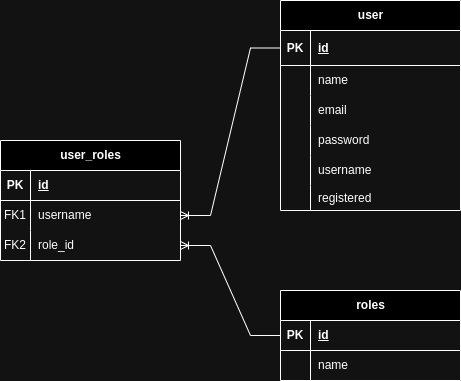 user
PK id
name
email
password
username
registered
user_roles
PK id
FK1 username
FK2 role_id
roles
PK id
name